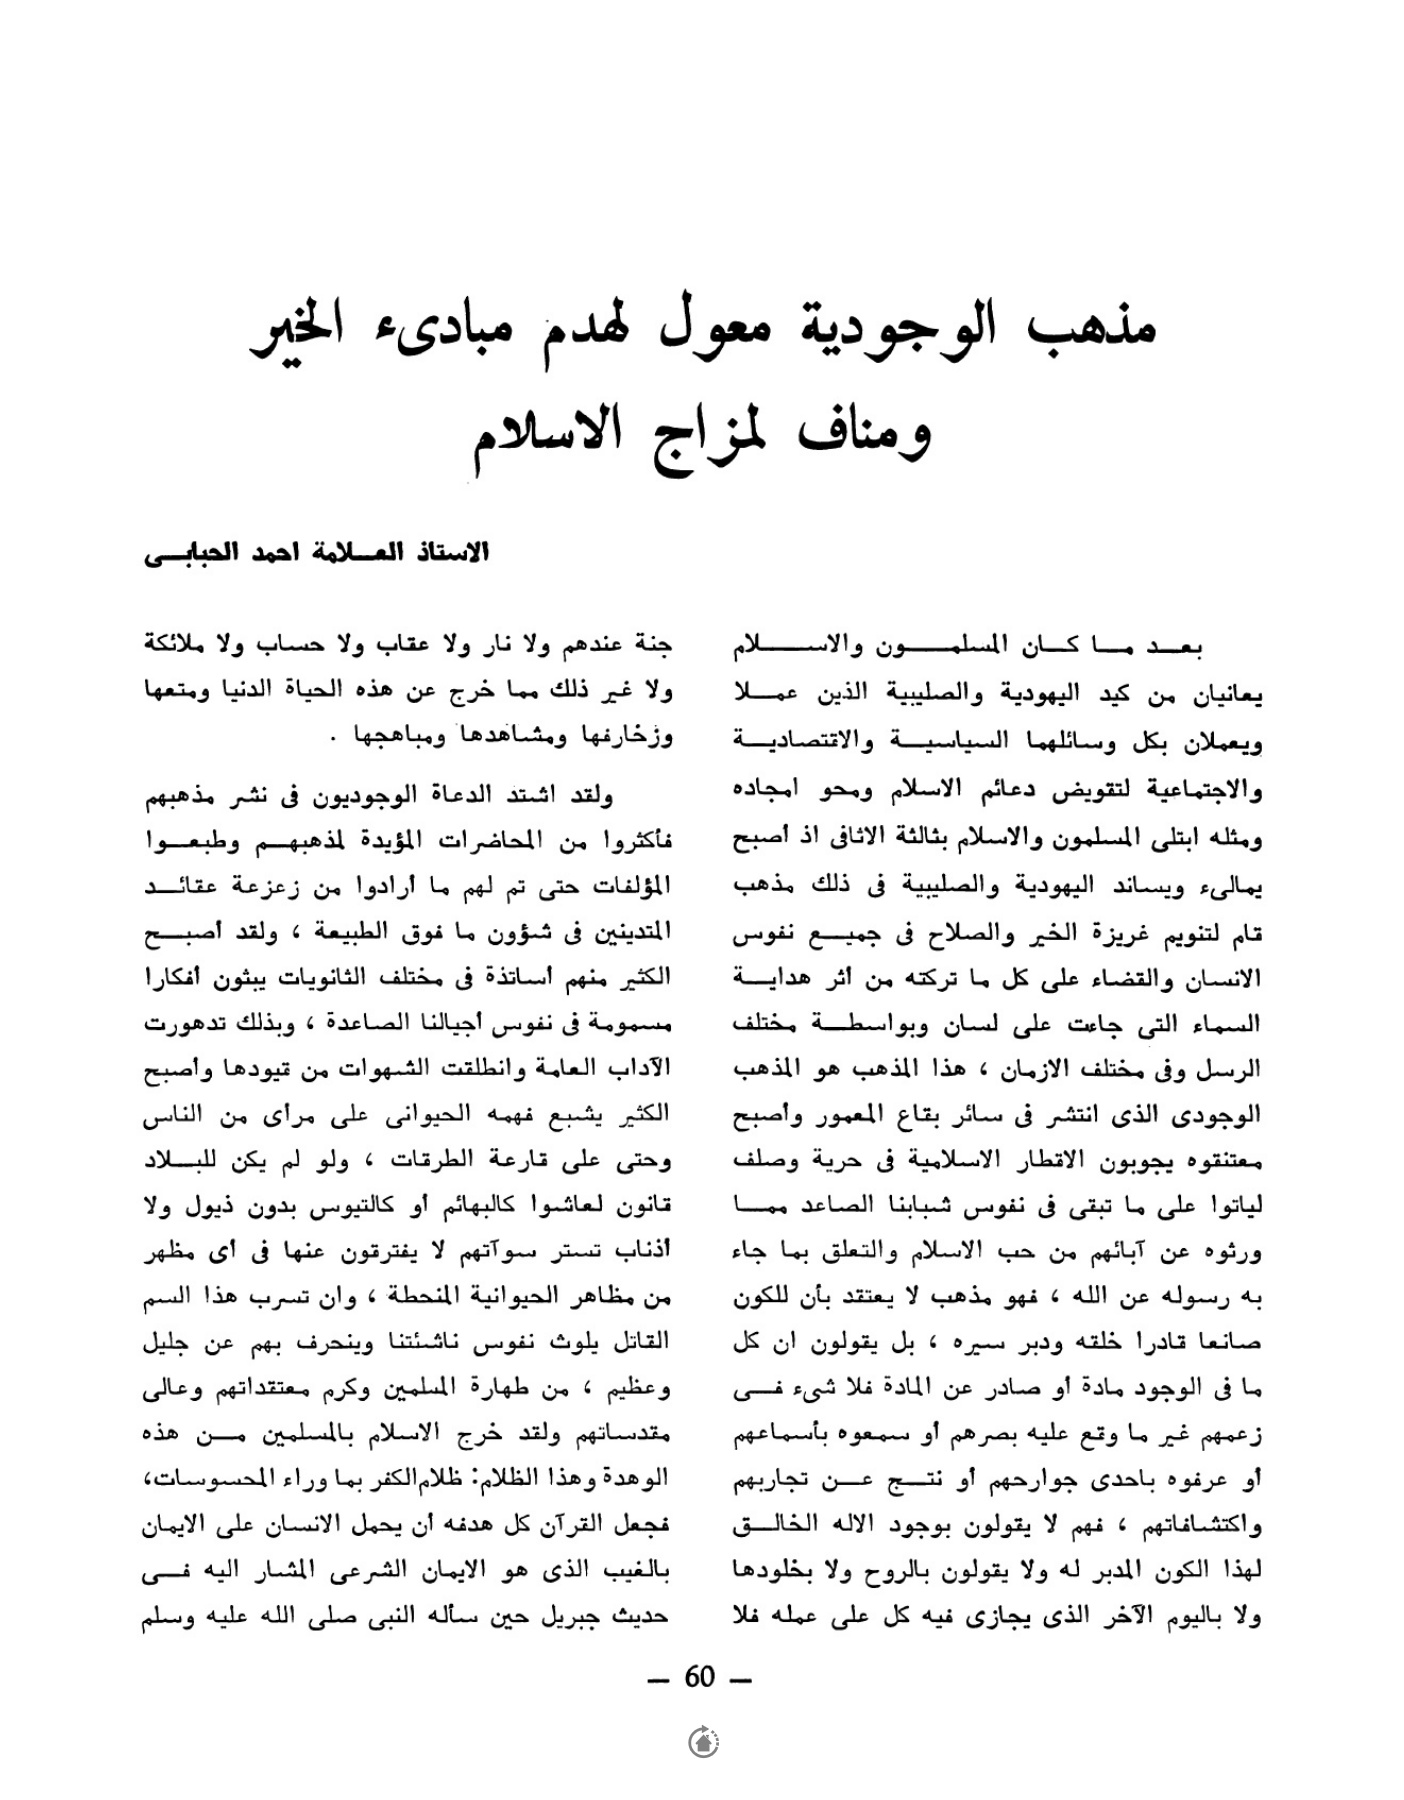 مذهب الوجودية معول لهدم مبادىء الخير
ومناف لمزاج الاسلام
الاستاذ العلامة احمد الحبابى
بعد ما كان المسلمون والاسلام
يعانيان من كيد اليهودية والصليبية الذين عملا
ويعملان بكل وسائلهما السياسية والاقتصادية
والاجتماعية لتقويض دعائم الاسلام ومحو امجاده
ومثله ابتلى المسلمون والاسلام بثالثة الاثافى اذ أصبح
يمالىء ويساند اليهودية والصليبية فى ذلك مذهب
قام لتنويم غريزة الخير والصلاح فى جميع نفوس
الانسان والقضاء على كل ما تركته من أثر هداية
السماء التى جاءت على لسان وبواسطة مختلف
الرسل وفى مختلف الازمان ، هذا المذهب هو المذهب
الوجودى الذى انتشر فى سائر بقاع المعمور وأصبح
معتنقوه يجوبون الاقطار الاسلامية فى حرية وصلف
لياتوا على ما تبقى فى نفوس شبابنا الصاعد مما
ورثوه عن آبائهم من حب الاسلام والتعلق بما جاء
به رسوله عن الله ، فهو مذهب لا يعتقد بأن للكون
صانعا قادرا خلقه ودبر سيره ، بل يقولون ان كل
ما فى الوجود مادة أو صادر عن المادة فلا شىء فى
زعمهم غير ما وقع عليه بصرهم أو سمعوه بأسماعهم
أو عرفوه باحدى جوارحهم أو نتج عن تجاربهم
واكتشافاتهم ، فهم لا يقولون بوجود الاله الخالق
لهذا الكون المدبر له ولا يقولون بالروح ولا بخلودها
ولا باليوم الآخر الذى يجازى فيه كل على عمله فلا
جنة عندهم ولا نار ولا عقاب ولا حساب ولا ملائكة
ولا غير ذلك مما خرج عن هذه الحياة الدنيا ومتعها
وزخارفها ومشاهدها ومباهجها .
ولقد اشتد الدعاة الوجوديون فى نشر مذهبهم
فأكثروا من المحاضرات المؤيدة لمذهبهم وطبعوا
المؤلفات حتى تم لهم ما أرادوا من زعزعة عقائد
المتدينين فى شؤون ما فوق الطبيعة ، ولقد أصبح
الكثير منهم أساتذة فى مختلف الثانويات يبثون أفكارا
مسمومة فى نفوس أجيالنا الصاعدة ، وبذلك تدهورت
الآداب العامة وانطلقت الشهوات من قيودها وأصبح
الكثير يشبع فهمه الحيوانى على مرأى من الناس
وحتى على قارعة الطرقات ، ولو لم يكن للبلاد
قانون لعاشوا كالبهائم أو كالتيوس بدون ذيول ولا
أذناب تستر سوآتهم لا يفترقون عنها فى أى مظهر
من مظاهر الحيوانية المنحطة ، وان تسرب هذا السم
القاتل يلوث نفوس ناشئتنا وينحرف بهم عن جليل
وعظيم ، من طهارة المسلمين وكرم معتقداتهم وعالى
مقدساتهم ولقد خرج الاسلام بالمسلمين من هذه
الوهدة وهذا الظلام: ظلام الكفر بما وراء المحسوسات،
فجعل القرآن كل هدفه أن يحمل الانسان على الايمان
بالغيب الذى هو الايمان الشرعى المشار اليه فى
حديث جبريل حين سأله النبى صلى الله عليه وسلم
— 60 —